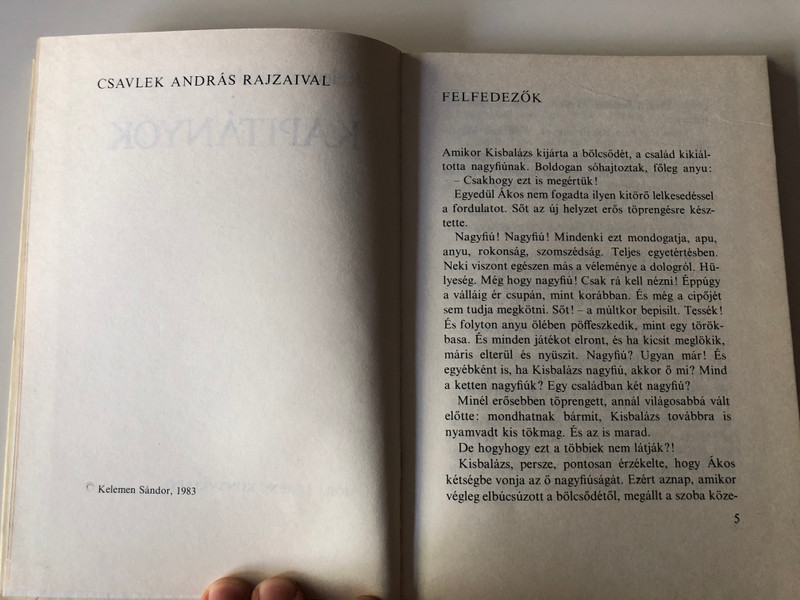 CSAVLEK ANDRÁS RAJZAIVAL
KAPITÁNYOK
© Kelemen Sándor, 1983
FELFEDEZŐK
Amikor Kisbalázs kijárta a bölcsődét, a család kikiál-
totta nagyfiúnak. Boldogan sóhajtoztak, főleg anyu:
– Csakhogy ezt is megértük!
Egyedül Ákos nem fogadta ilyen kitörő lelkesedéssel
a fordulatot. Sőt az új helyzet erős töprengésre kész-
tette.
Nagyfiú! Nagyfiú! Mindenki ezt mondogatja, apu,
anyu, rokonság, szomszédság. Teljes egyetértésben.
Neki viszont egészen más a véleménye a dologról. Hü-
lyeség. Még hogy nagyfiú! Csak rá kell nézni! Éppúgy
a válláig ér csupán, mint korábban. És még a cipőjét
sem tudja megkötni. Sőt! – a múltkor bepisilt. Tessék!
És folyton anyu ölében pöffeszkedik, mint egy török-
basa. És minden játékot elront, és ha kicsit meglökik,
máris elterül és nyüszit. Nagyfiú? Ugyan már! És
egyébként is, ha Kisbalázs nagyfiú, akkor ő mi? Mind
a ketten nagyfiúk? Egy családban két nagyfiú?
Minél erősebben töprengett, annál világosabbá vált
előtte: mondhatnak bármit, Kisbalázs továbbra is
nyamvadt kis tökmag. És az is marad.
De hogyhogy ezt a többiek nem látják?!
Kisbalázs, persze, pontosan érzékelte, hogy Ákos
kétségbe vonja az ő nagyfiúságát. Ezért aznap, amikor
végleg elbúcsúzott a bölcsődétől, megállt a szoba köze-
5